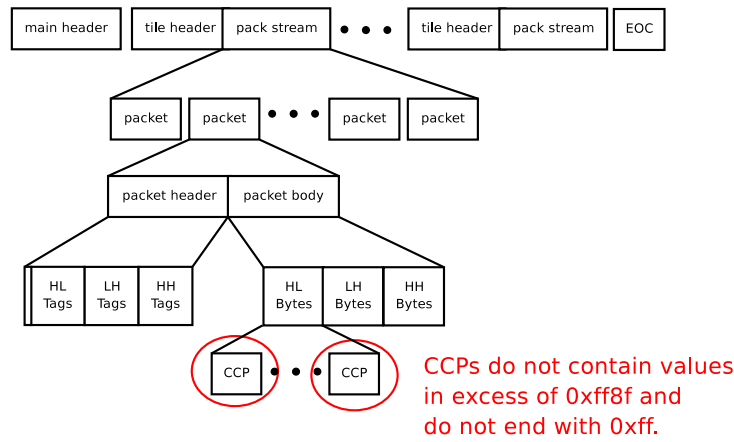 main header tile header pack stream tile header pack stream EOC
packet packet packet packet
packet header packet body
HL LH HH HL LH HH
Tags Tags Tags Bytes Bytes Bytes
CCP CCP
CCPs do not contain values
in excess of 0xff8f and
do not end with 0xff.